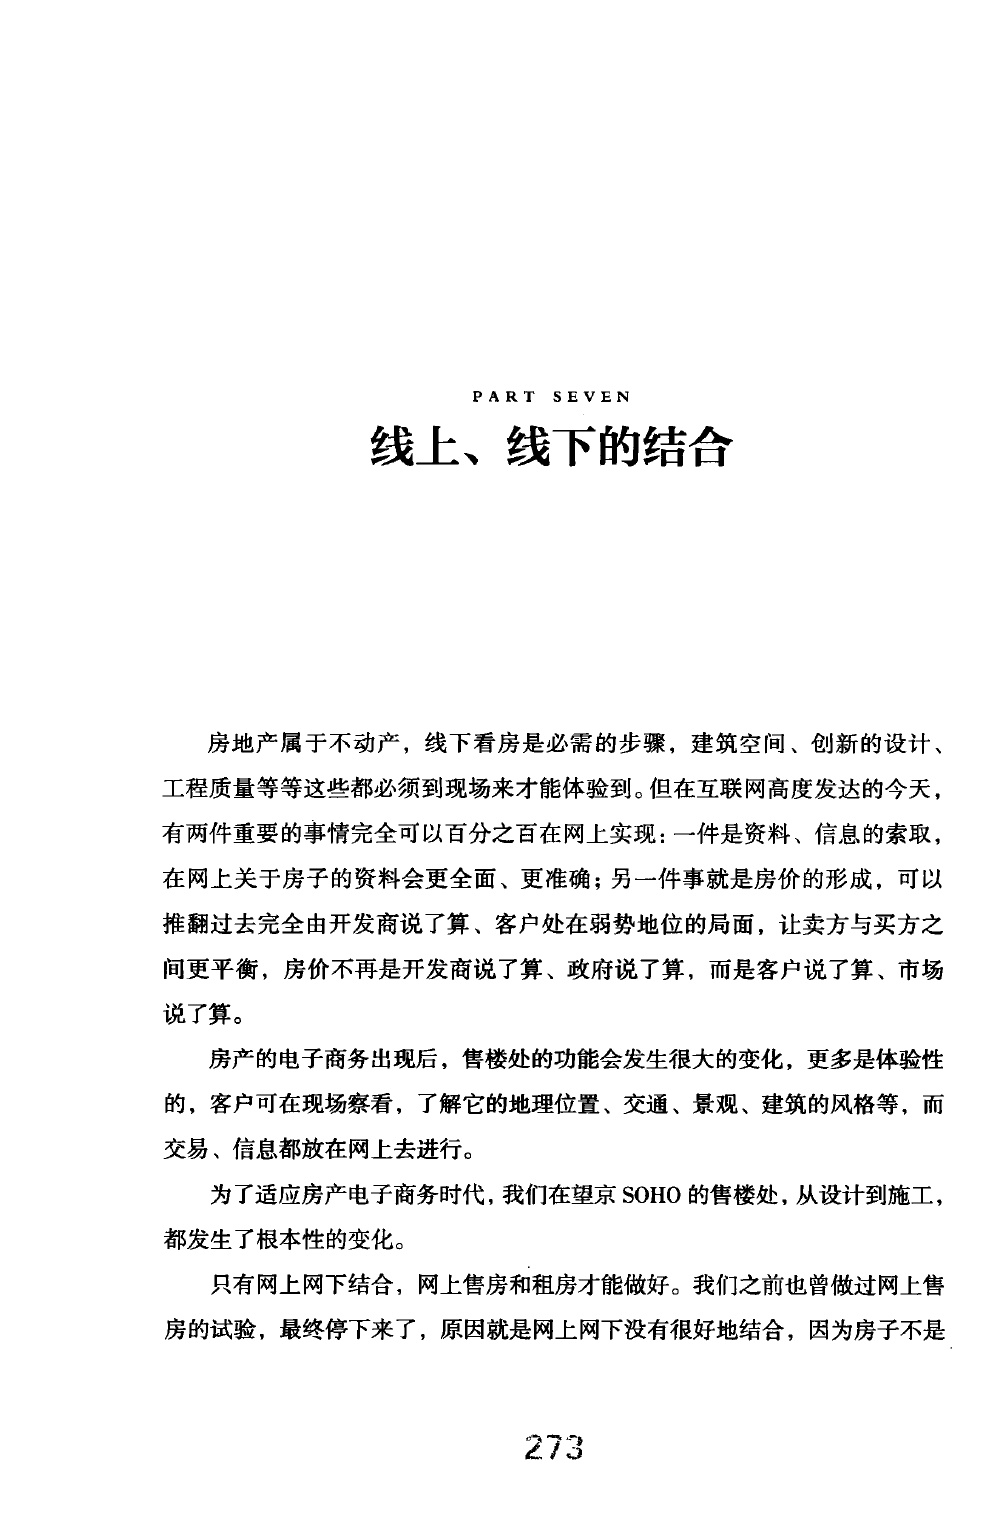 PART SEVEN
线上、线下的结合
房地产属于不动产，线下看房是必需的步骤，建筑空间、创新的设计、
工程质量等等这些都必须到现场来才能体验到。但在互联网高度发达的今天，
有两件重要的事情完全可以百分之百在网上实现：一件是资料、信息的索取，
在网上关于房子的资料会更全面、更准确；另一件事就是房价的形成，可以
推翻过去完全由开发商说了算、客户处在弱势地位的局面，让卖方与买方之
间更平衡，房价不再是开发商说了算、政府说了算，而是客户说了算、市场
说了算。
房产的电子商务出现后，售楼处的功能会发生很大的变化，更多是体验性
的，客户可在现场察看，了解它的地理位置、交通、景观、建筑的风格等，而
交易、信息都放在网上去进行。
为了适应房产电子商务时代，我们在望京 SOHO 的售楼处，从设计到施工，
都发生了根本性的变化。
只有网上网下结合，网上售房和租房才能做好。我们之前也曾做过网上售
房的试验，最终停下来了，原因就是网上网下没有很好地结合，因为房子不是
273